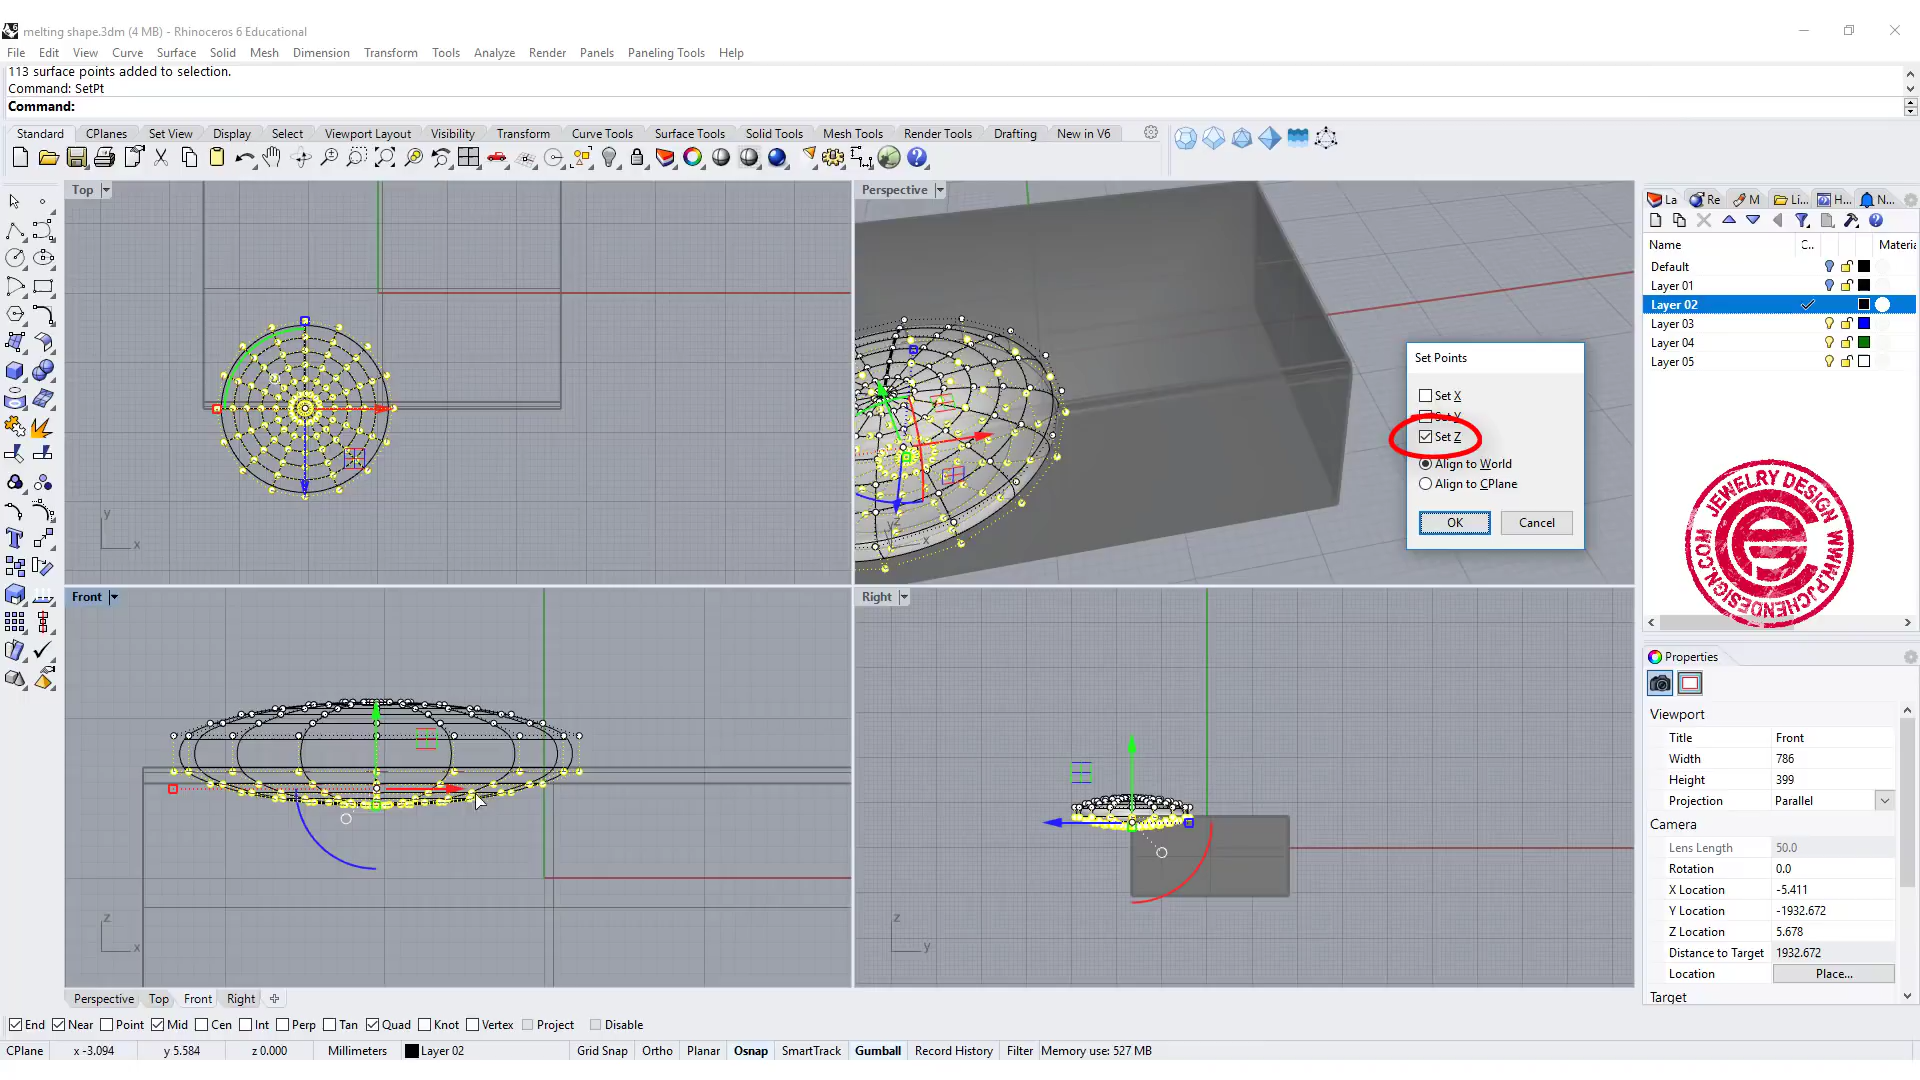 melting shape.3dm (4 MB) - Rhinoceros 6 Educational
File Edit View Curve Surface Solid Mesh Dimension Transform Tools Analyze Render Panels Paneling Tools Help
113 surface points added to selection.
Command: SetPt
Command:
Standard CPlanes Set View Display Select Viewport Layout Visibility Transform Curve Tools Surface Tools Solid Tools Mesh Tools Render Tools Drafting New in V6
Top
Perspective
La Re M Li... H... N...
Name C.. Materia
Default
Layer 01
Layer 02
Layer 03
Layer 04
Layer 05
Set Points
Set X
Set Y
Set Z
Align to World
Align to CPlane
OK Cancel
JEWELRY DESIGN WWW.PJCHENDESIGN.COM
y
x
y z
x
Front
Right
z
x
z
y
Properties
Viewport
Title Front
Width 786
Height 399
Projection Parallel
Camera
Lens Length 50.0
Rotation 0.0
X Location -5.411
Y Location -1932.672
Z Location 5.678
Distance to Target 1932.672
Location Place...
Target
Perspective Top Front Right
End Near Point Mid Cen Int Perp Tan Quad Knot Vertex Project Disable
CPlane x -3.094 y 5.584 z 0.000 Millimeters Layer 02 Grid Snap Ortho Planar Osnap SmartTrack Gumball Record History Filter Memory use: 527 MB